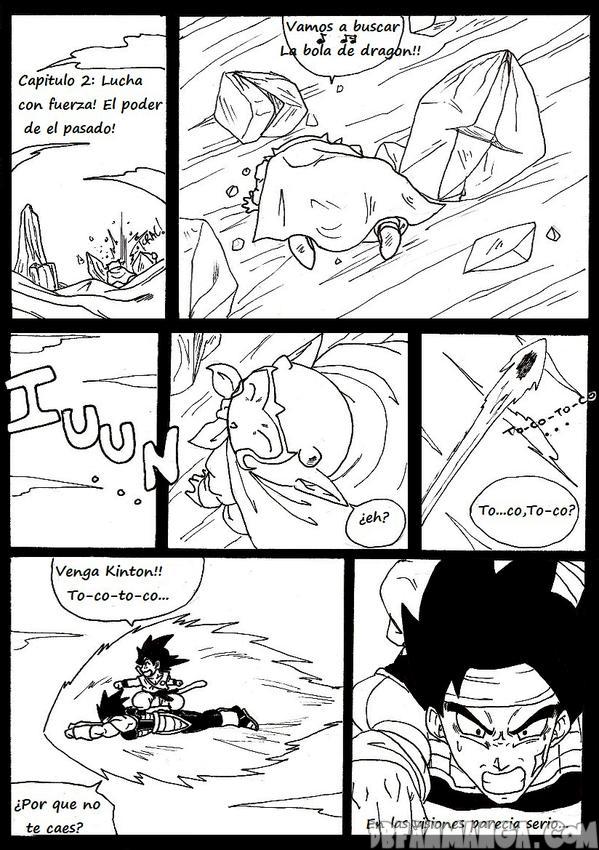 Capitulo 2: Lucha
con fuerza! El poder
de el pasado!
Vamos a buscar
La bola de dragon!!
IUUN
...
¿eh?
To-co-To-co
...
To...co,To-co?
Venga Kinton!!
To-co-to-co...
¿Por que no
te caes?
En las visiones parecia serio...
DBFANMANGA.COM